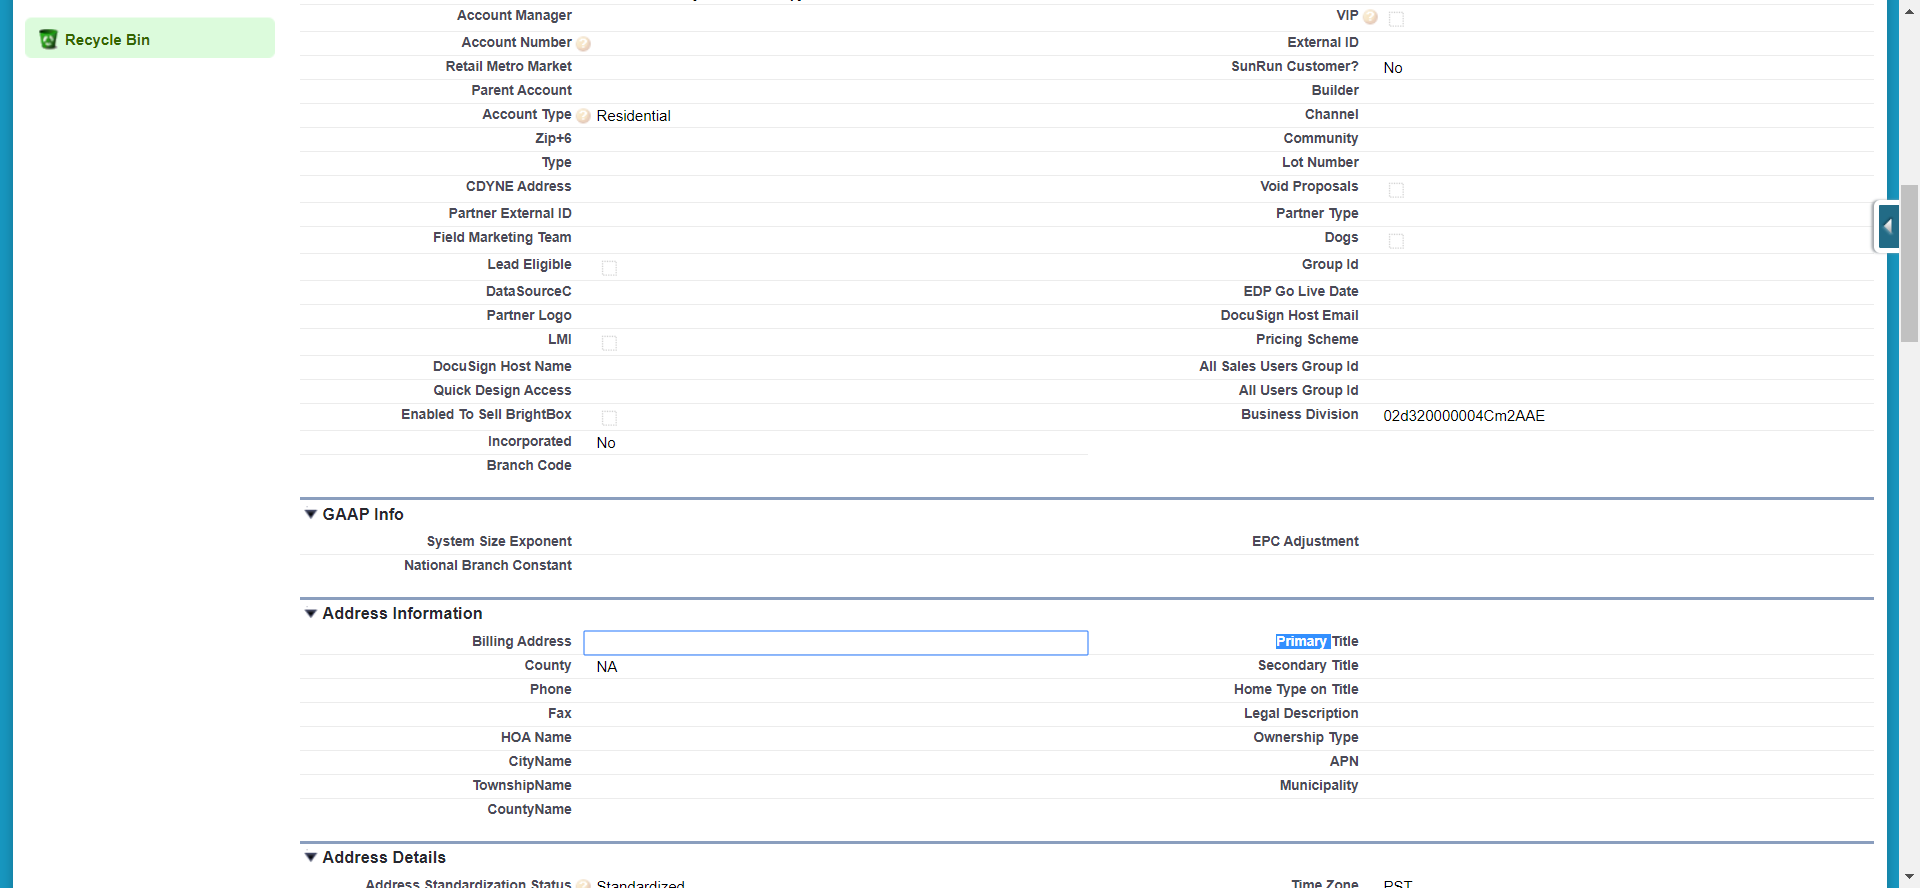 Recycle Bin
Account Manager VIP
Account Number External ID
Retail Metro Market SunRun Customer? No
Parent Account Builder
Account Type Residential Channel
Zip+6 Community
Type Lot Number
CDYNE Address Void Proposals
Partner External ID Partner Type
Field Marketing Team Dogs
Lead Eligible Group Id
DataSourceC EDP Go Live Date
Partner Logo DocuSign Host Email
LMI Pricing Scheme
DocuSign Host Name All Sales Users Group Id
Quick Design Access All Users Group Id
Enabled To Sell BrightBox Business Division 02d320000004Cm2AAE
Incorporated No
Branch Code
GAAP Info
System Size Exponent EPC Adjustment
National Branch Constant
Address Information
Billing Address Primary Title
County NA Secondary Title
Phone Home Type on Title
Fax Legal Description
HOA Name Ownership Type
CityName APN
TownshipName Municipality
CountyName
Address Details
Address Standardization Status Standardized Time Zone PST